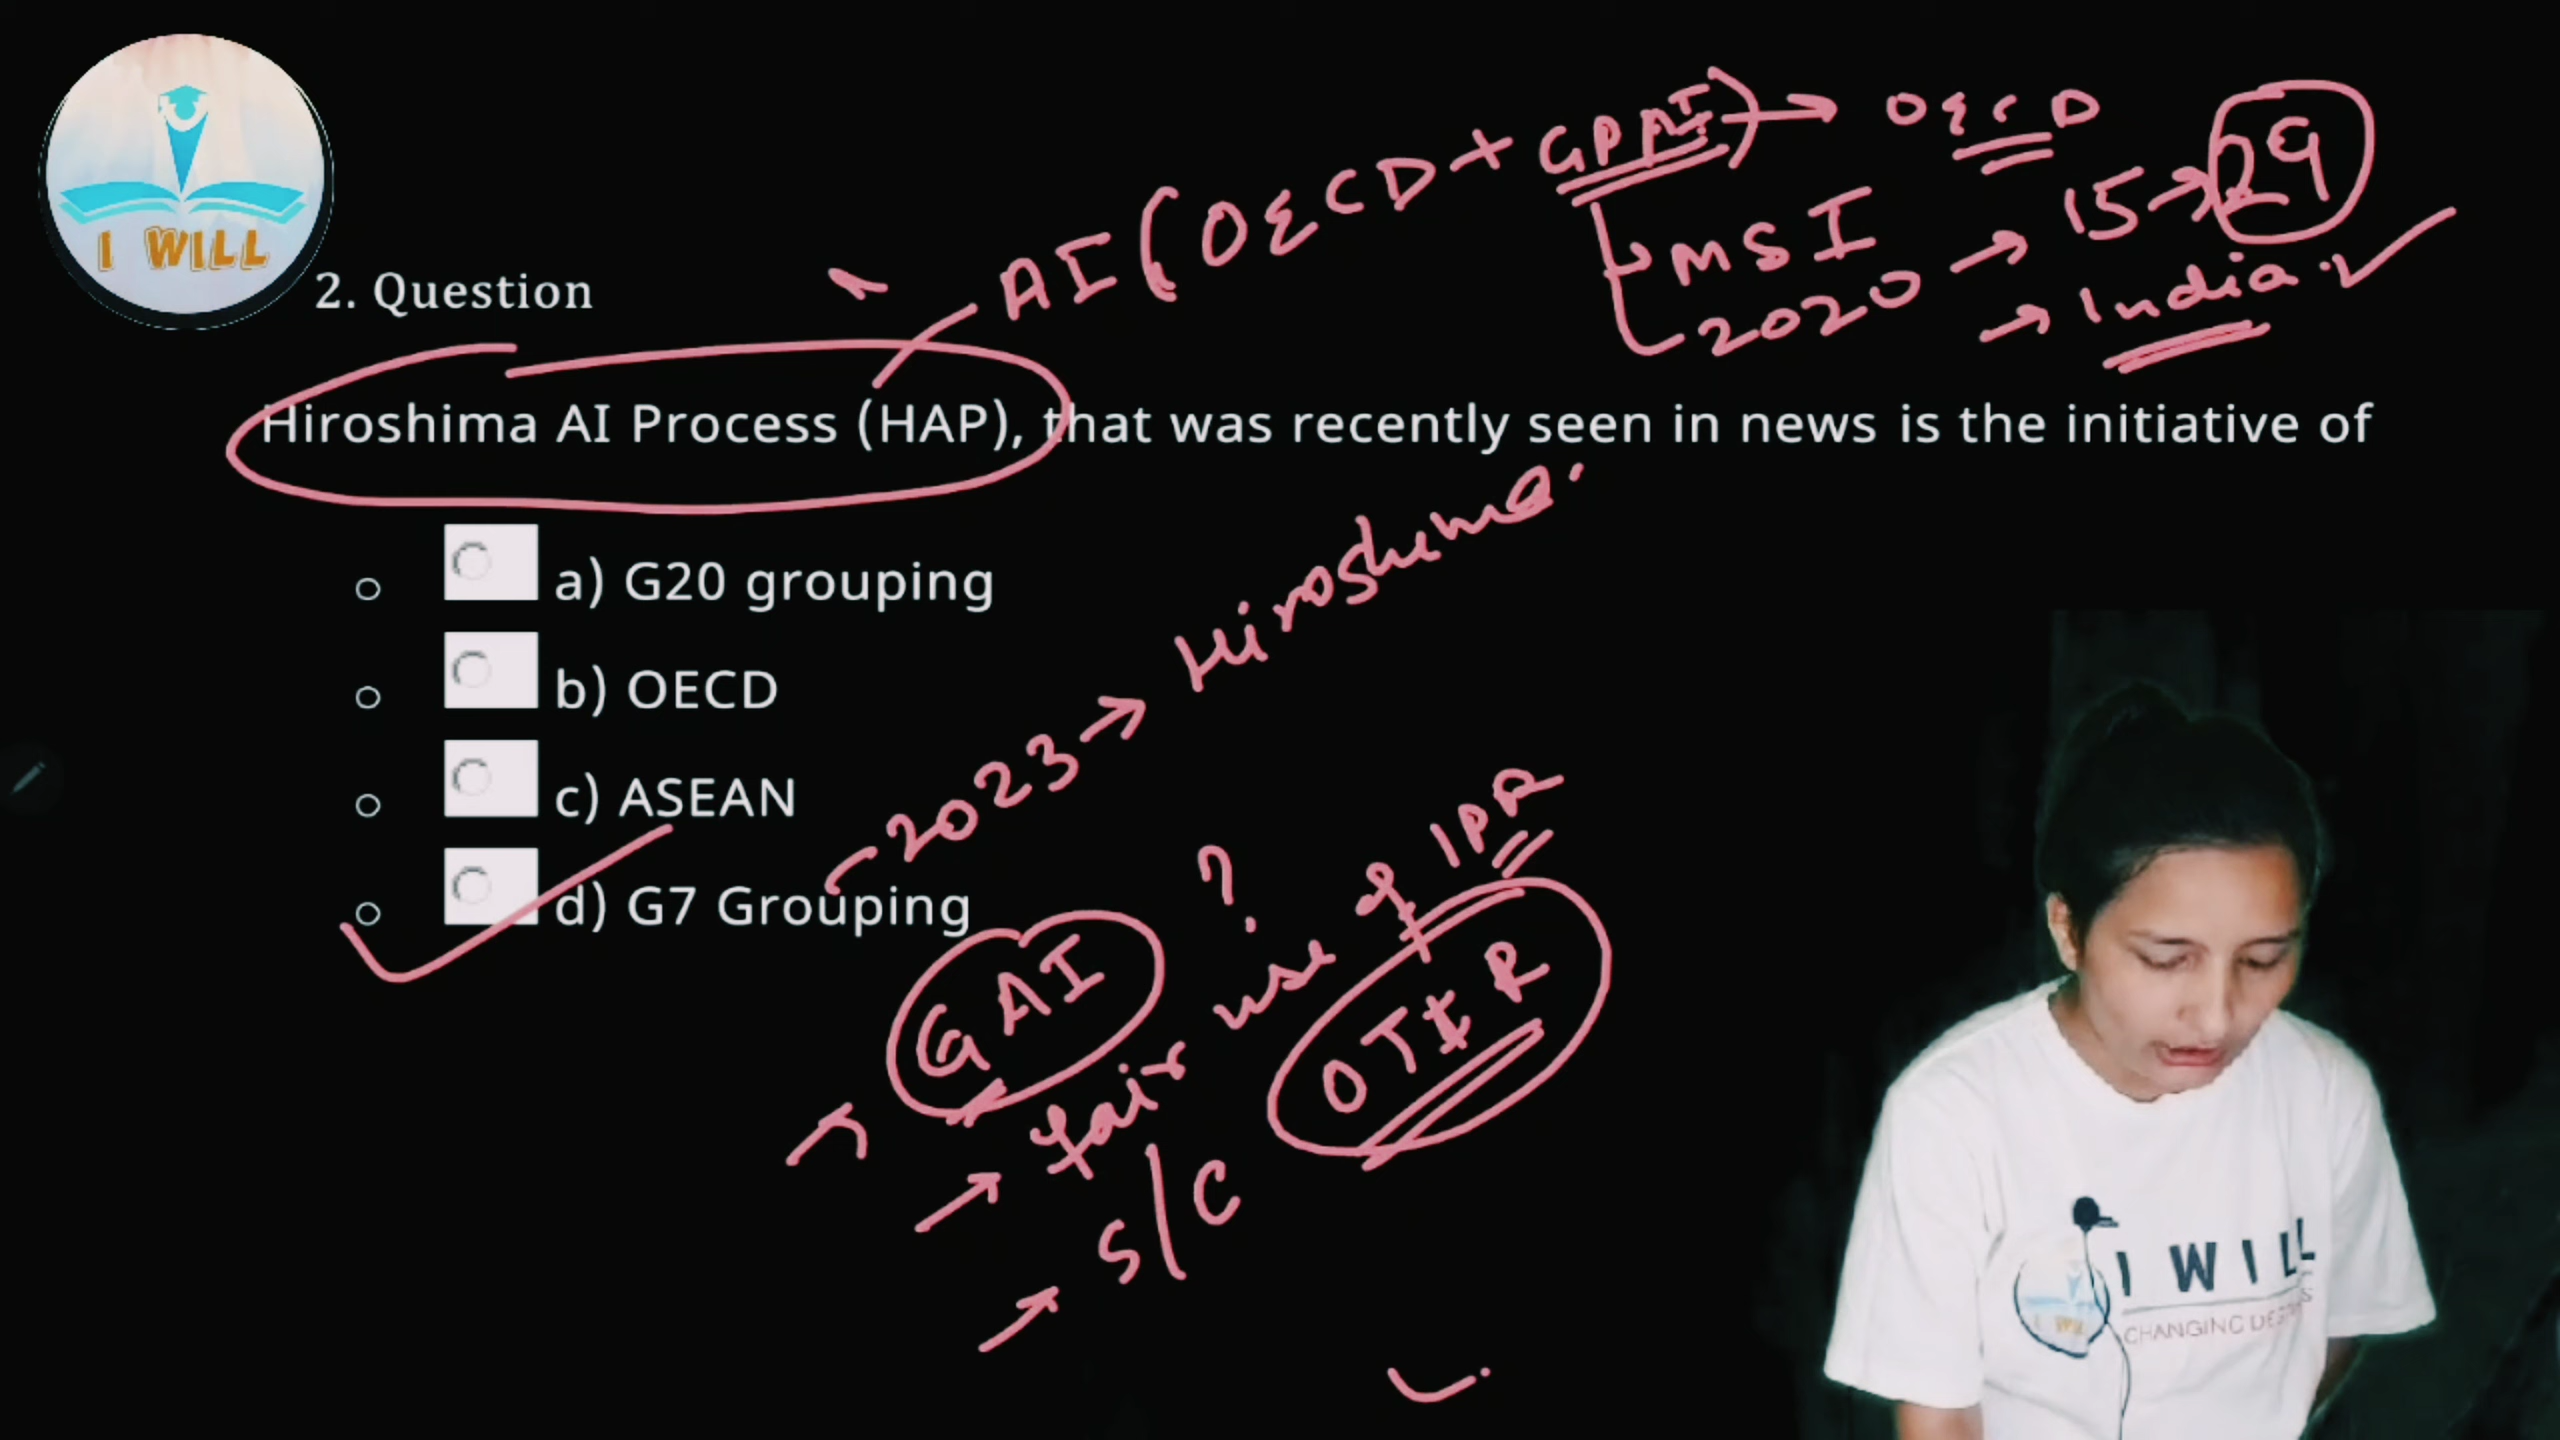 I WILL
AI (OECD + GPAI) → OECD
MSI
2020 → 15 → 29
→ India
2. Question
Hiroshima AI Process (HAP), that was recently seen in news is the initiative of
a) G20 grouping
b) OECD
c) ASEAN
d) G7 Grouping
2023 → Hiroshima
GAI ?
→ fair use of IPR
→ S/C
I WILL
CHANGING